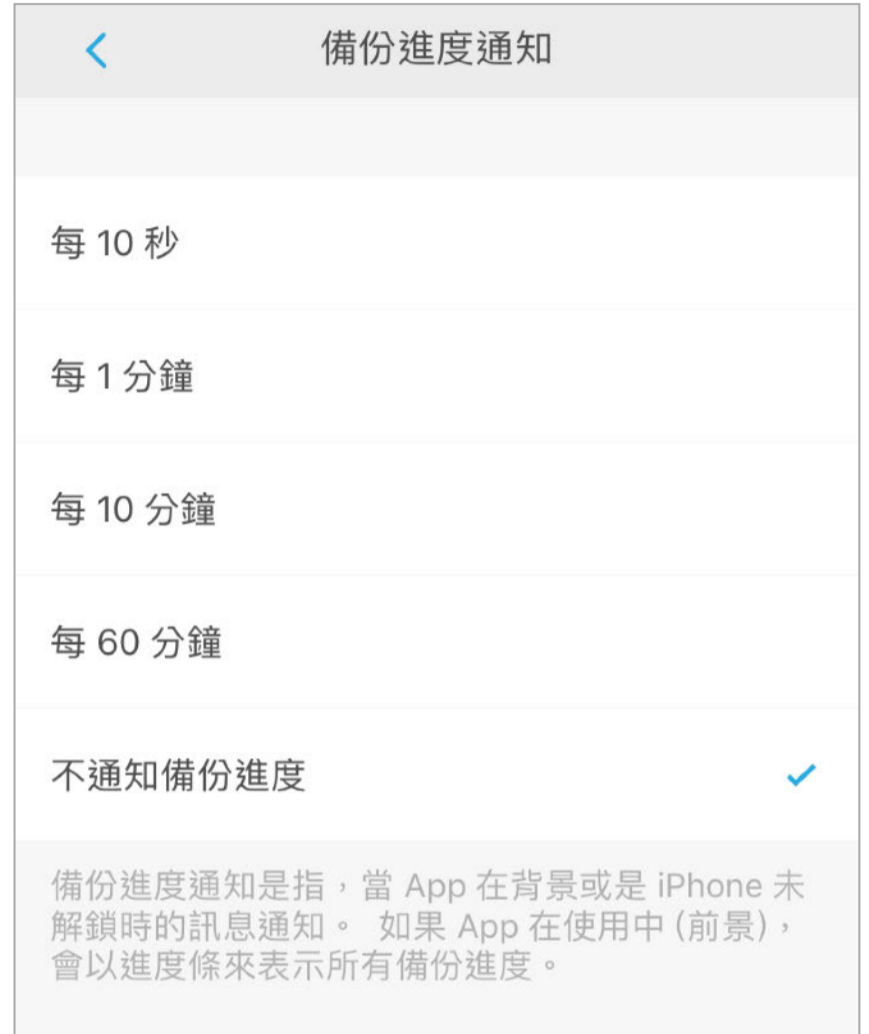 備份進度通知
每 10 秒
每 1 分鐘
每 10 分鐘
每 60 分鐘
不通知備份進度
備份進度通知是指，當 App 在背景或是 iPhone 未
解鎖時的訊息通知。 如果 App 在使用中 (前景)，
會以進度條來表示所有備份進度。